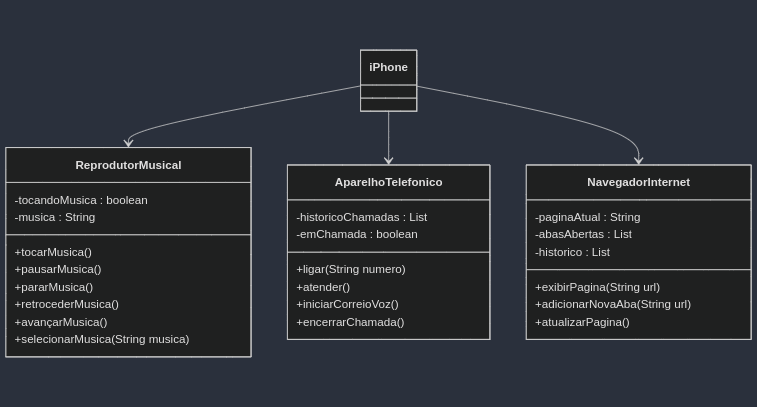 iPhone
ReprodutorMusical
-tocandoMusica : boolean
-musica : String
+tocarMusica()
+pausarMusica()
+pararMusica()
+retrocederMusica()
+avançarMusica()
+selecionarMusica(String musica)
AparelhoTelefonico
-historicoChamadas : List
-emChamada : boolean
+ligar(String numero)
+atender()
+iniciarCorreioVoz()
+encerrarChamada()
NavegadorInternet
-paginaAtual : String
-abasAbertas : List
-historico : List
+exibirPagina(String url)
+adicionarNovaAba(String url)
+atualizarPagina()